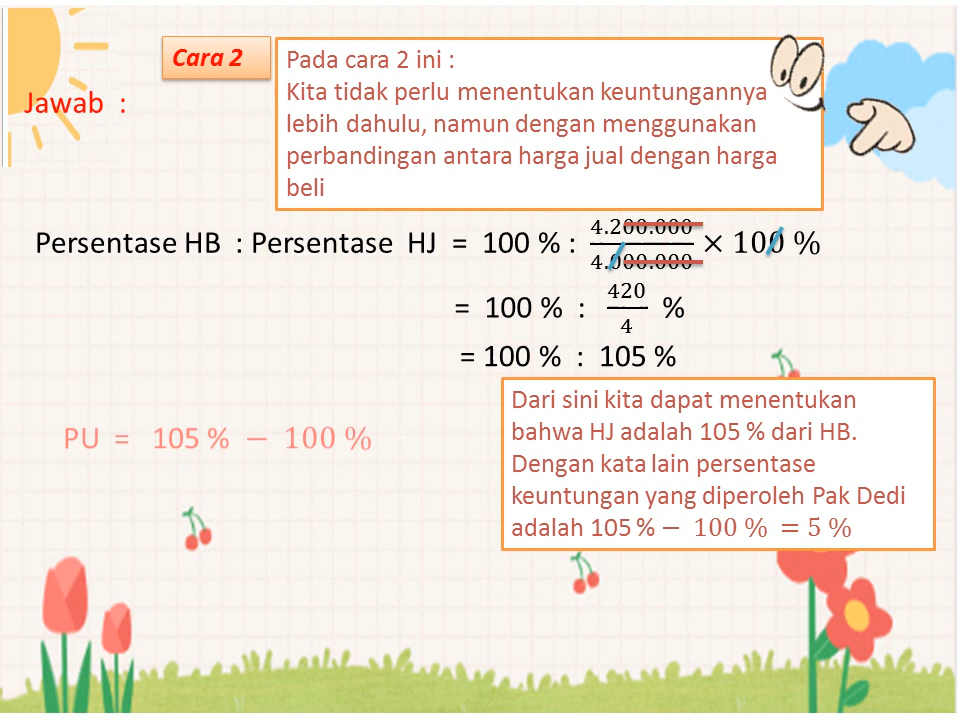 Cara 2
Pada cara 2 ini :
Kita tidak perlu menentukan keuntungannya
lebih dahulu, namun dengan menggunakan
perbandingan antara harga jual dengan harga
beli
Jawab :
Persentase HB : Persentase HJ = 100 % : 4.200.000/4.000.000 × 100 %
= 100 % : 420/4 %
= 100 % : 105 %
Dari sini kita dapat menentukan
bahwa HJ adalah 105 % dari HB.
Dengan kata lain persentase
keuntungan yang diperoleh Pak Dedi
adalah 105 % − 100 % = 5 %
PU = 105 % − 100 %